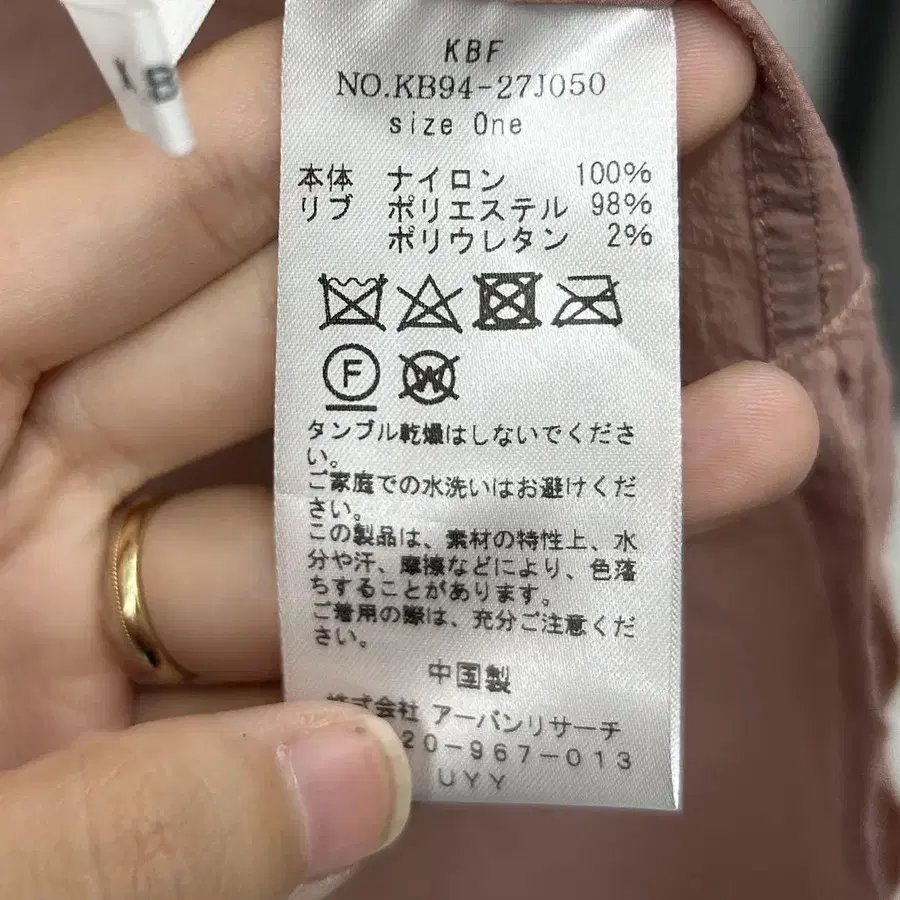 KB
KBF
NO.KB94-27J050
size One
本体 ナイロン 100%
リブ ポリエステル 98%
ポリウレタン 2%
F
W
タンブル乾燥はしないでくださ
い。
ご家庭での水洗いはお避けくだ
さい。
この製品は、素材の特性上、水
分や汗、摩擦などにより、色落
ちすることがあります。
ご着用の際は、充分ご注意くだ
さい。
中国製
株式会社 アーバンリサーチ
20-967-013
UYY